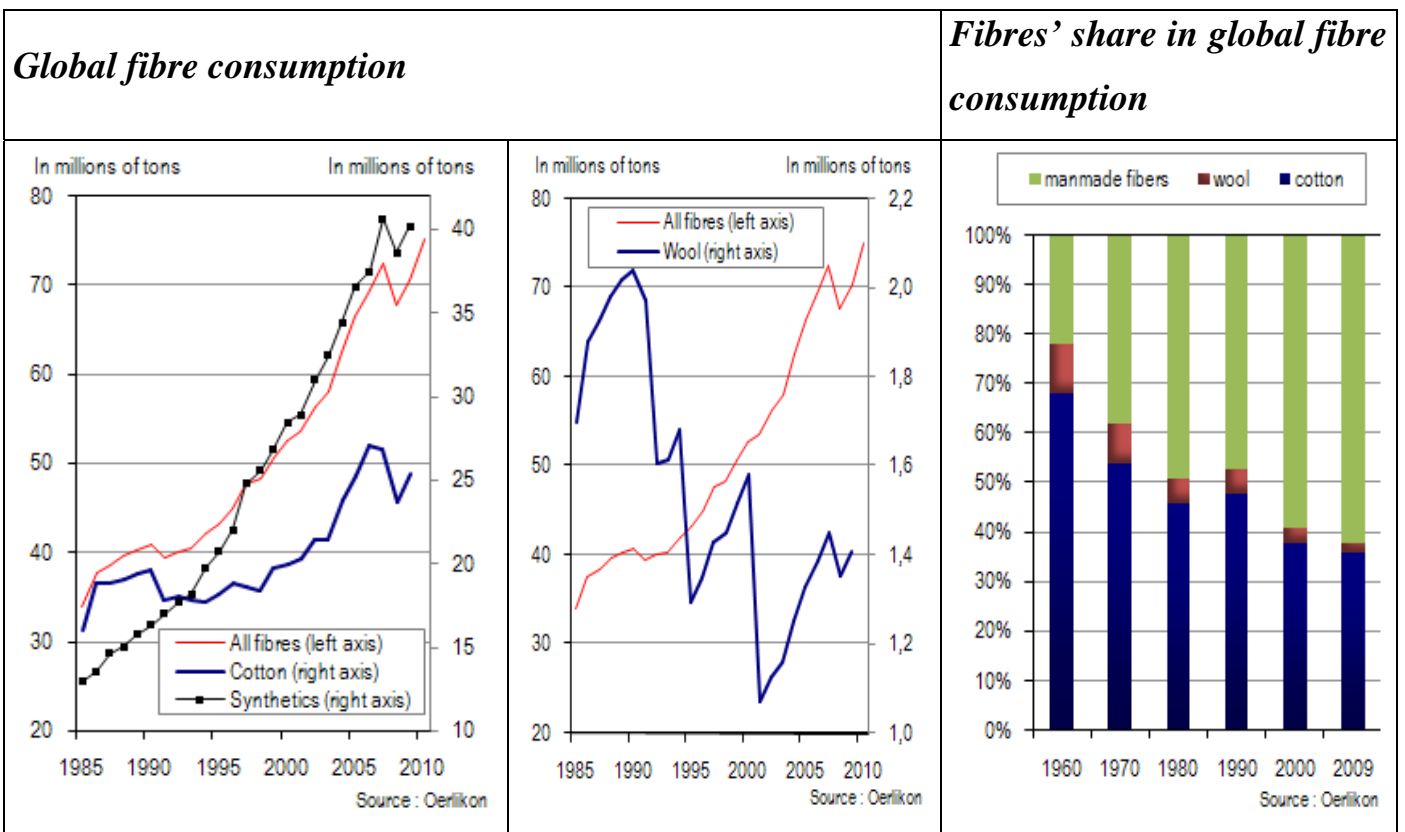 Global fibre consumption
Fibres’ share in global fibre
consumption
In millions of tons In millions of tons
80
70
60
50
40
30
20
40
35
30
25
20
15
10
All fibres (left axis)
Cotton (right axis)
Synthetics (right axis)
1985 1990 1995 2000 2005 2010
Source : Oerlikon
In millions of tons In millions of tons
80
70
60
50
40
30
20
2,2
2,0
1,8
1,6
1,4
1,2
1,0
All fibres (left axis)
Wool (right axis)
1985 1990 1995 2000 2005 2010
Source : Oerlikon
manmade fibers wool cotton
100%
90%
80%
70%
60%
50%
40%
30%
20%
10%
0%
1960 1970 1980 1990 2000 2009
Source : Oerlikon